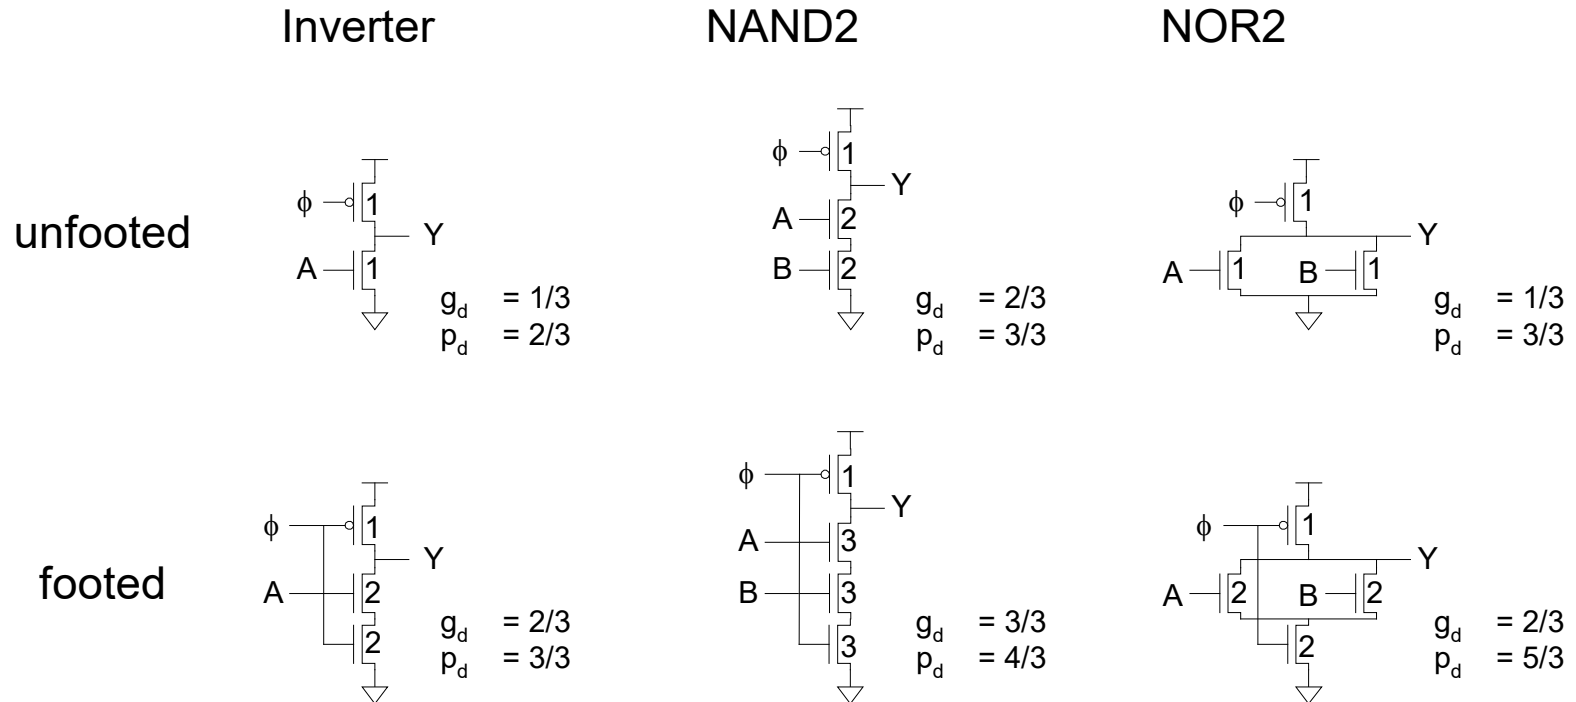 Inverter NAND2 NOR2
unfooted
ϕ 1 Y
A 1
g_d = 1/3
p_d = 2/3
ϕ 1 Y
A 2
B 2
g_d = 2/3
p_d = 3/3
ϕ 1 Y
A 1 B 1
g_d = 1/3
p_d = 3/3
footed
ϕ 1 Y
A 2
2
g_d = 2/3
p_d = 3/3
ϕ 1 Y
A 3
B 3
3
g_d = 3/3
p_d = 4/3
ϕ 1 Y
A 2 B 2
2
g_d = 2/3
p_d = 5/3